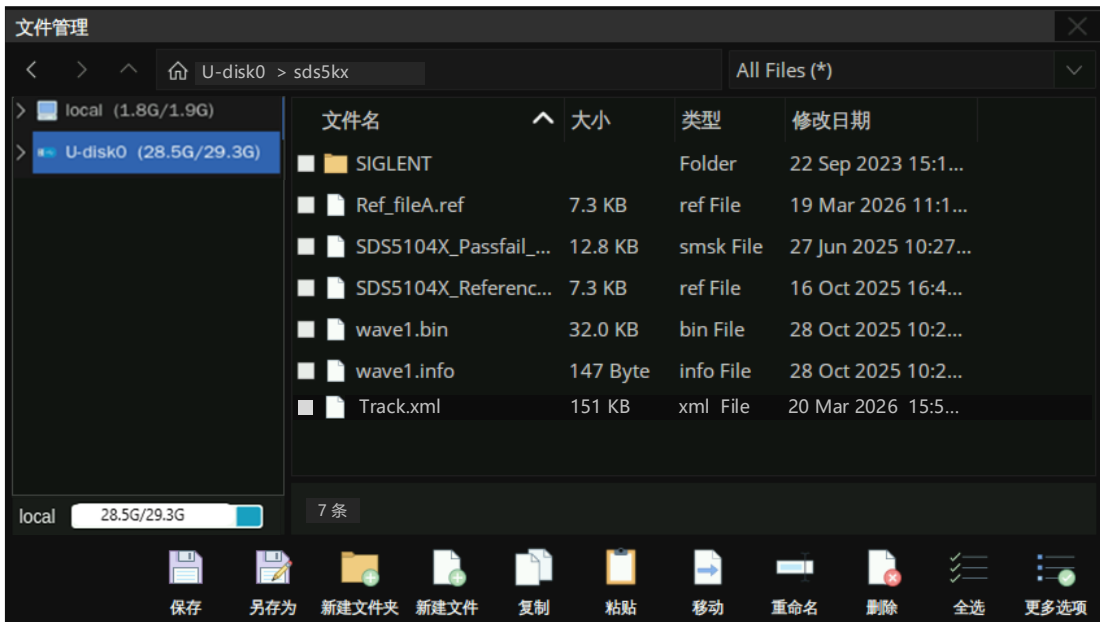 文件管理
U-disk0 > sds5kx
All Files (*)
local (1.8G/1.9G)
U-disk0 (28.5G/29.3G)
文件名 大小 类型 修改日期
SIGLENT Folder 22 Sep 2023 15:1...
Ref_fileA.ref 7.3 KB ref File 19 Mar 2026 11:1...
SDS5104X_Passfail_... 12.8 KB smsk File 27 Jun 2025 10:27...
SDS5104X_Referenc... 7.3 KB ref File 16 Oct 2025 16:4...
wave1.bin 32.0 KB bin File 28 Oct 2025 10:2...
wave1.info 147 Byte info File 28 Oct 2025 10:2...
Track.xml 151 KB xml File 20 Mar 2026 15:5...
local 28.5G/29.3G
7 条
保存 另存为 新建文件夹 新建文件 复制 粘贴 移动 重命名 删除 全选 更多选项